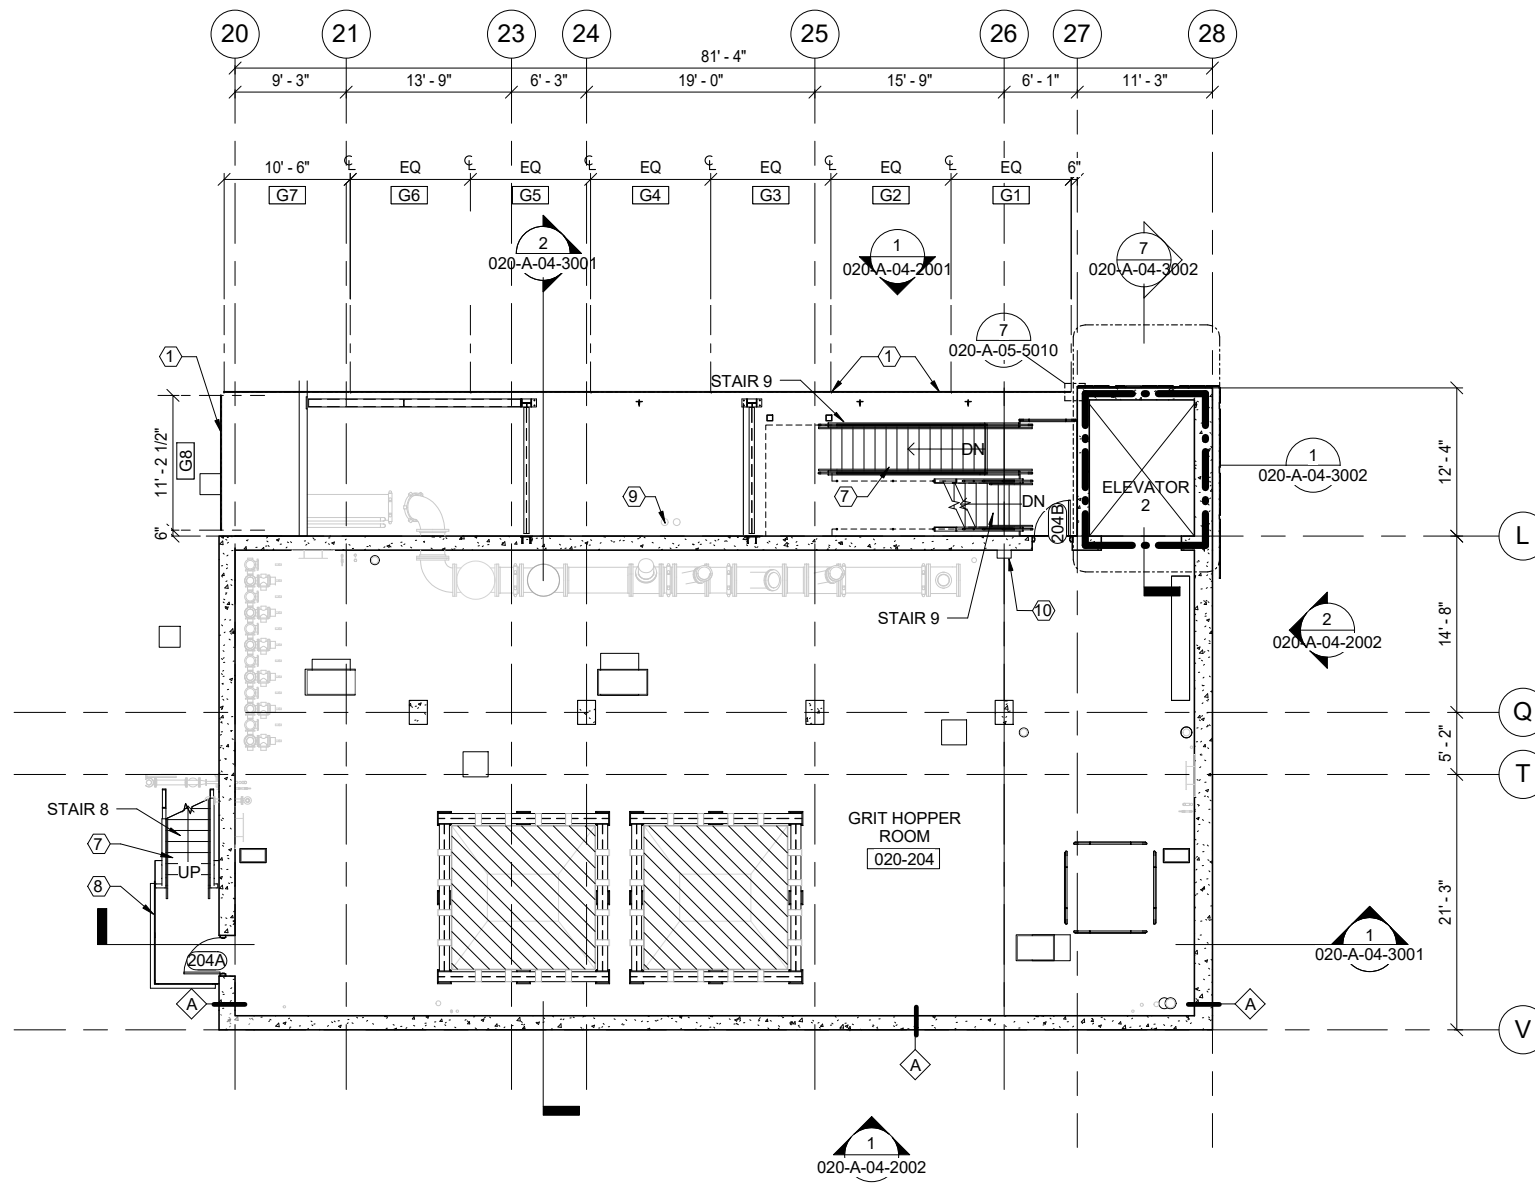 20
21
23
24
25
26
27
28
81' - 4"
9' - 3"
13' - 9"
6' - 3"
19' - 0"
15' - 9"
6' - 1"
11' - 3"
10' - 6"
EQ
EQ
EQ
EQ
EQ
EQ
6"
G7
G6
G5
G4
G3
G2
G1
2
020-A-04-3001
1
020-A-04-2001
7
020-A-04-3002
7
020-A-05-5010
1
1
STAIR 9
11' - 2 1/2"
G8
6"
DN
DN
7
9
204B
ELEVATOR
2
1
020-A-04-3002
12' - 4"
L
STAIR 9
10
2
020-A-04-2002
14' - 8"
Q
5' - 2"
T
STAIR 8
7
UP
8
204A
GRIT HOPPER
ROOM
020-204
21' - 3"
1
020-A-04-3001
A
A
A
V
1
020-A-04-2002